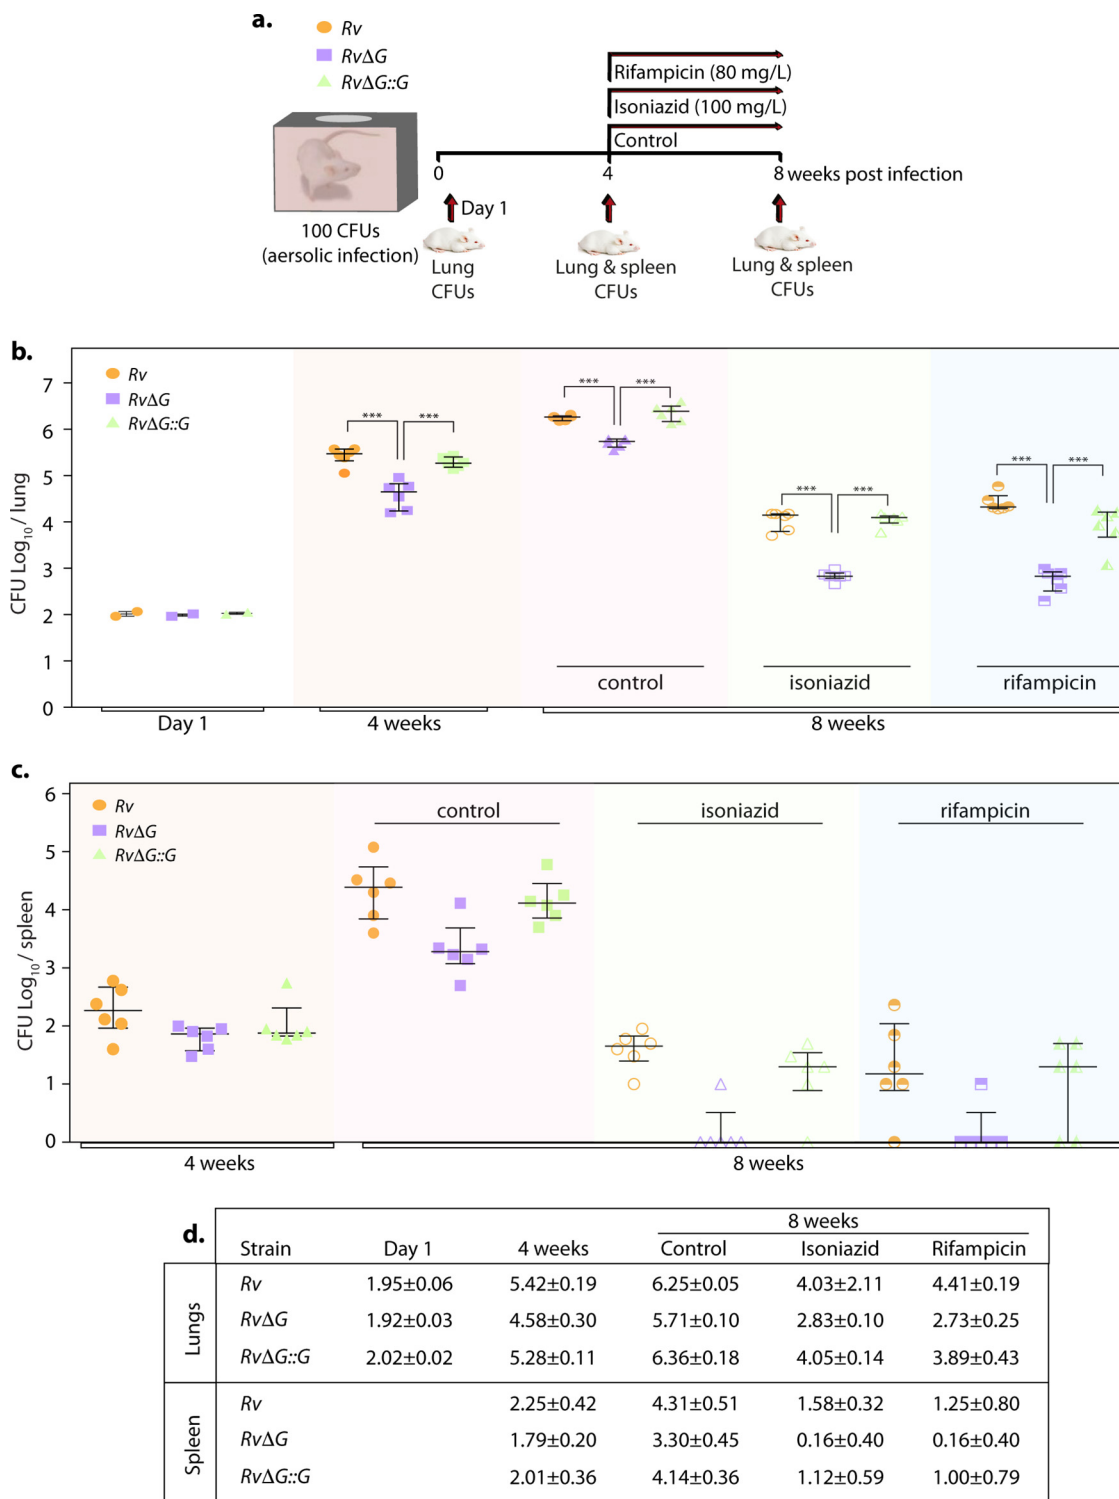 a.
Rv
RvΔG
RvΔG::G
Rifampicin (80 mg/L)
Isoniazid (100 mg/L)
Control
0
4
8 weeks post infection
Day 1
100 CFUs
(aersolic infection)
Lung
CFUs
Lung & spleen
CFUs
Lung & spleen
CFUs
b.
CFU Log10 / lung
7
6
5
4
3
2
1
0
Rv
RvΔG
RvΔG::G
*** ***
*** ***
*** ***
*** ***
control
isoniazid
rifampicin
Day 1
4 weeks
8 weeks
c.
CFU Log10 / spleen
6
5
4
3
2
1
0
Rv
RvΔG
RvΔG::G
control
isoniazid
rifampicin
4 weeks
8 weeks
d.
8 weeks
Strain Day 1 4 weeks Control Isoniazid Rifampicin
Lungs
Rv 1.95±0.06 5.42±0.19 6.25±0.05 4.03±2.11 4.41±0.19
RvΔG 1.92±0.03 4.58±0.30 5.71±0.10 2.83±0.10 2.73±0.25
RvΔG::G 2.02±0.02 5.28±0.11 6.36±0.18 4.05±0.14 3.89±0.43
Spleen
Rv 2.25±0.42 4.31±0.51 1.58±0.32 1.25±0.80
RvΔG 1.79±0.20 3.30±0.45 0.16±0.40 0.16±0.40
RvΔG::G 2.01±0.36 4.14±0.36 1.12±0.59 1.00±0.79